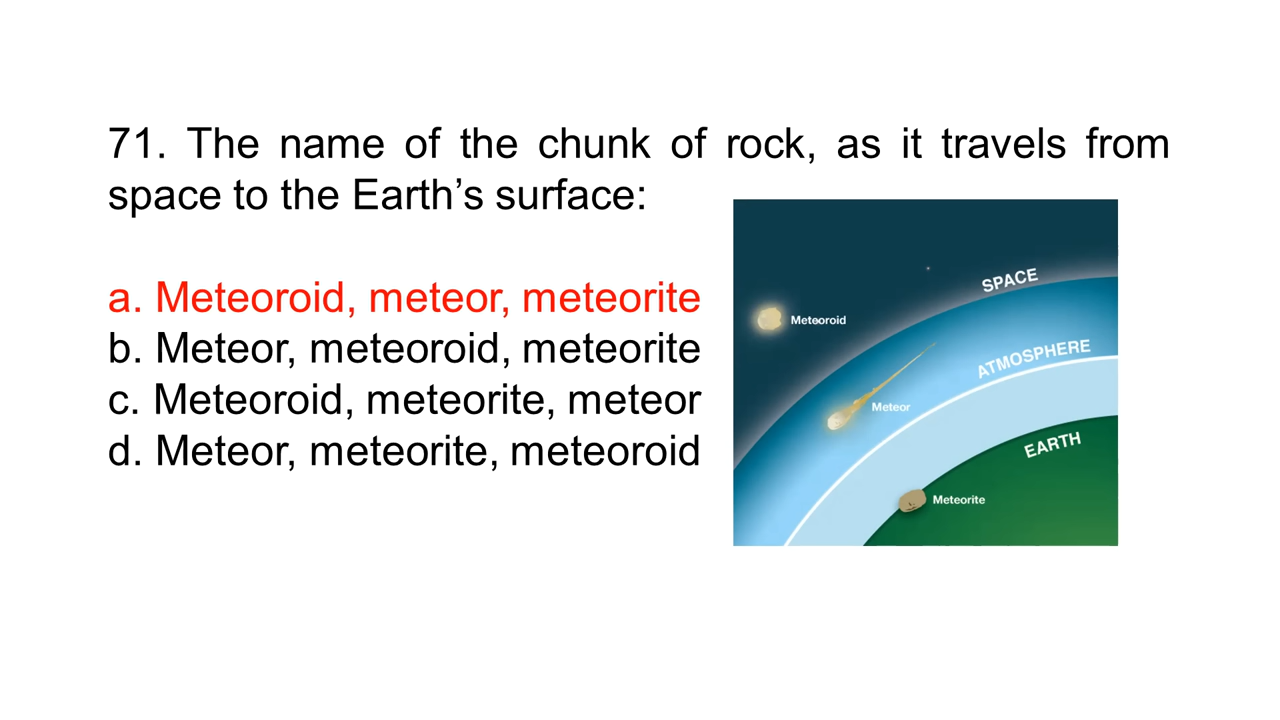 71. The name of the chunk of rock, as it travels from
space to the Earth’s surface:
a. Meteoroid, meteor, meteorite
b. Meteor, meteoroid, meteorite
c. Meteoroid, meteorite, meteor
d. Meteor, meteorite, meteoroid
SPACE
Meteoroid
ATMOSPHERE
Meteor
EARTH
Meteorite